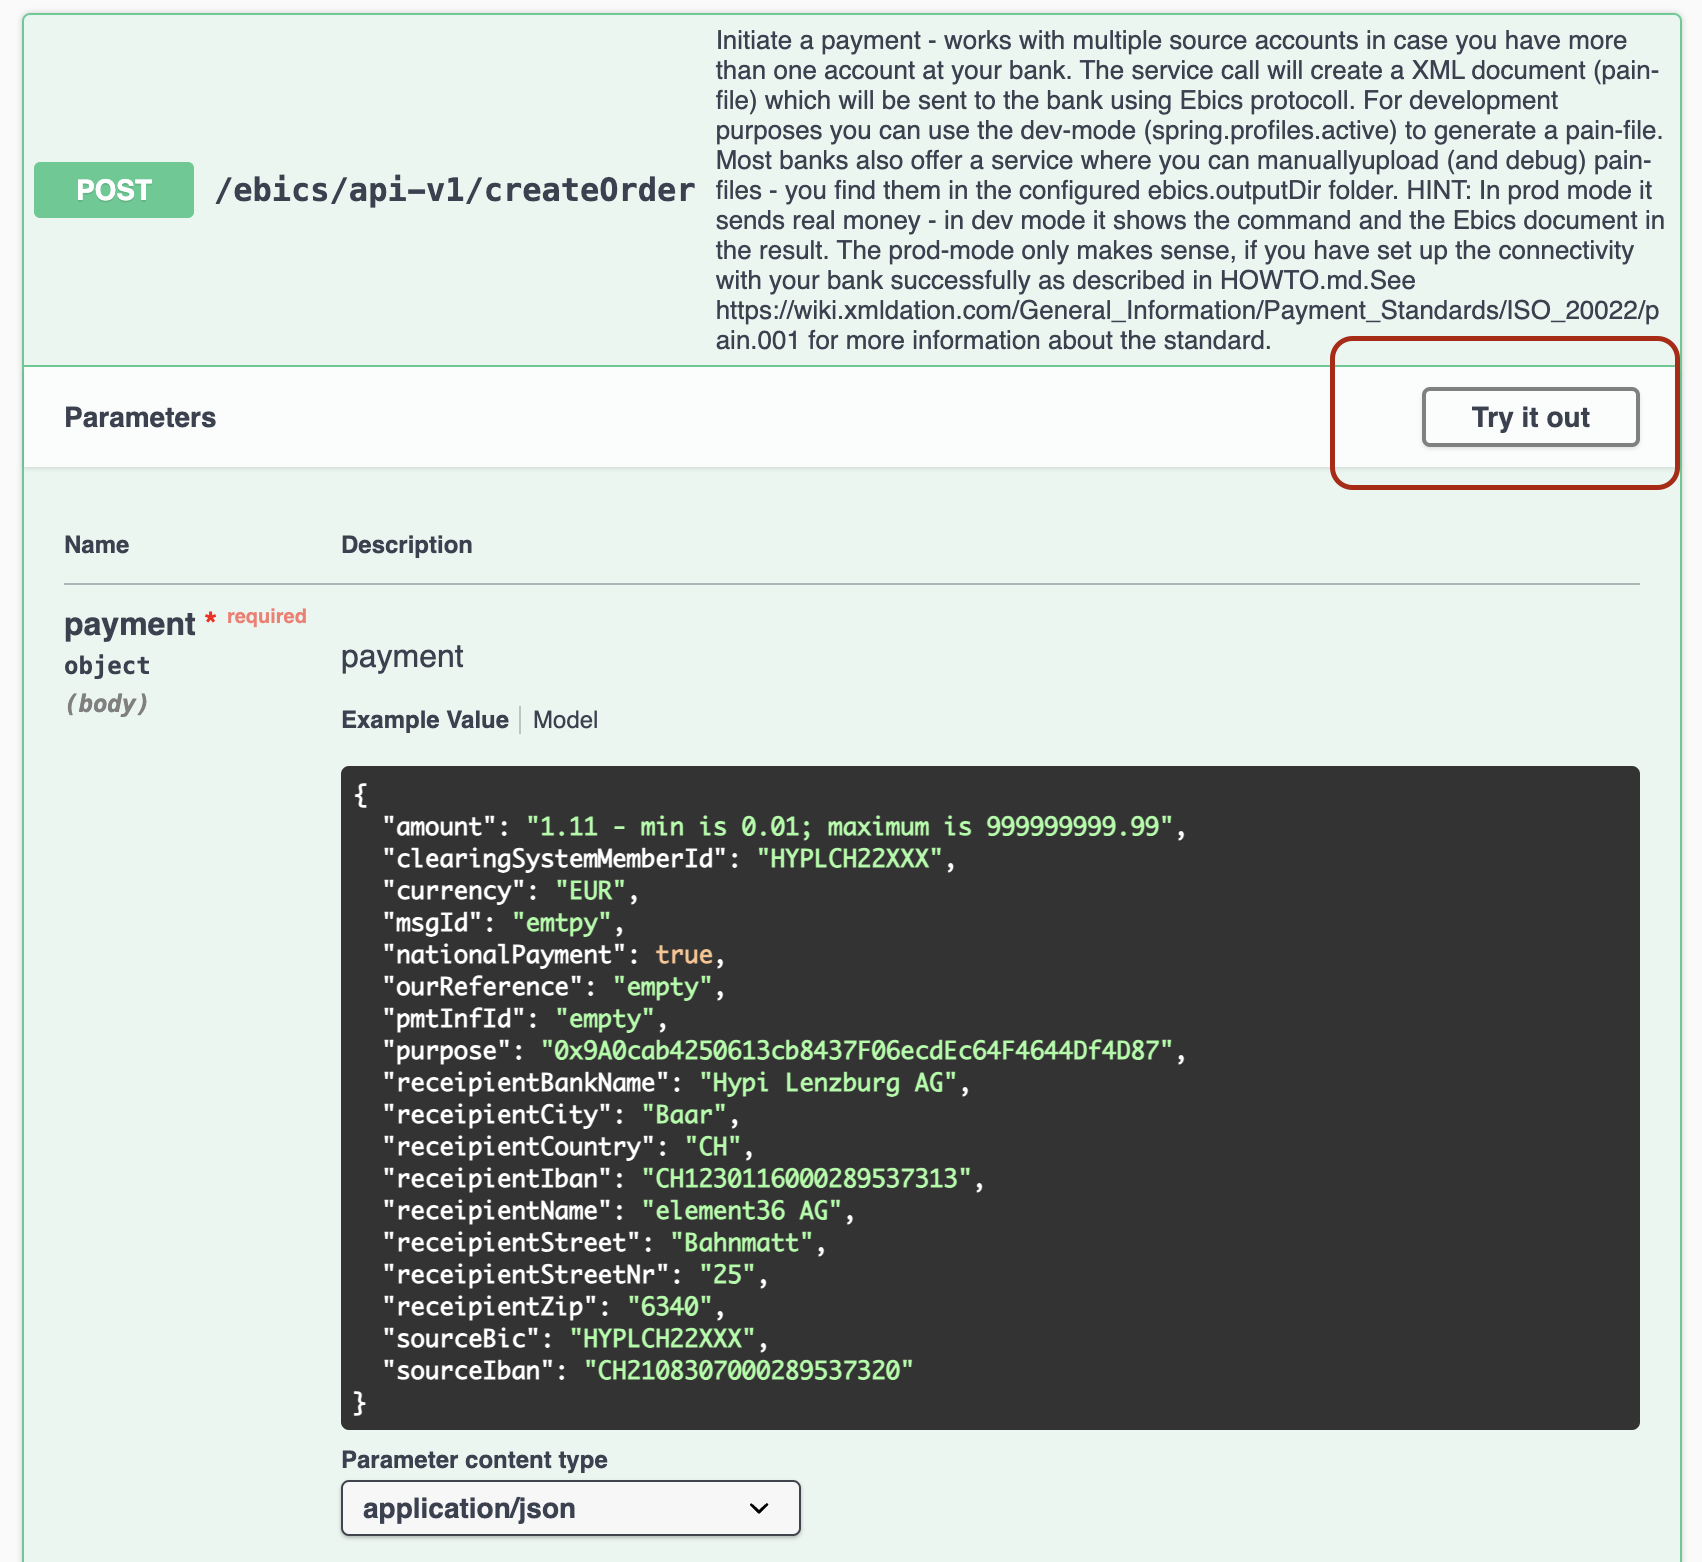 Initiate a payment - works with multiple source accounts in case you have more
than one account at your bank. The service call will create a XML document (pain-
file) which will be sent to the bank using Ebics protocoll. For development
purposes you can use the dev-mode (spring.profiles.active) to generate a pain-file.
Most banks also offer a service where you can manuallyupload (and debug) pain-
files - you find them in the configured ebics.outputDir folder. HINT: In prod mode it
sends real money - in dev mode it shows the command and the Ebics document in
the result. The prod-mode only makes sense, if you have set up the connectivity
with your bank successfully as described in HOWTO.md.See
https://wiki.xmldation.com/General_Information/Payment_Standards/ISO_20022/p
ain.001 for more information about the standard.
POST /ebics/api-v1/createOrder
Parameters
Try it out
Name Description
payment * required
object
(body)
payment
Example Value Model
{
"amount": "1.11 - min is 0.01; maximum is 999999999.99",
"clearingSystemMemberId": "HYPLCH22XXX",
"currency": "EUR",
"msgId": "emtpy",
"nationalPayment": true,
"ourReference": "empty",
"pmtInfId": "empty",
"purpose": "0x9A0cab4250613cb8437F06ecdEc64F4644Df4D87",
"receipientBankName": "Hypi Lenzburg AG",
"receipientCity": "Baar",
"receipientCountry": "CH",
"receipientIban": "CH1230116000289537313",
"receipientName": "element36 AG",
"receipientStreet": "Bahnmatt",
"receipientStreetNr": "25",
"receipientZip": "6340",
"sourceBic": "HYPLCH22XXX",
"sourceIban": "CH2108307000289537320"
}
Parameter content type
application/json